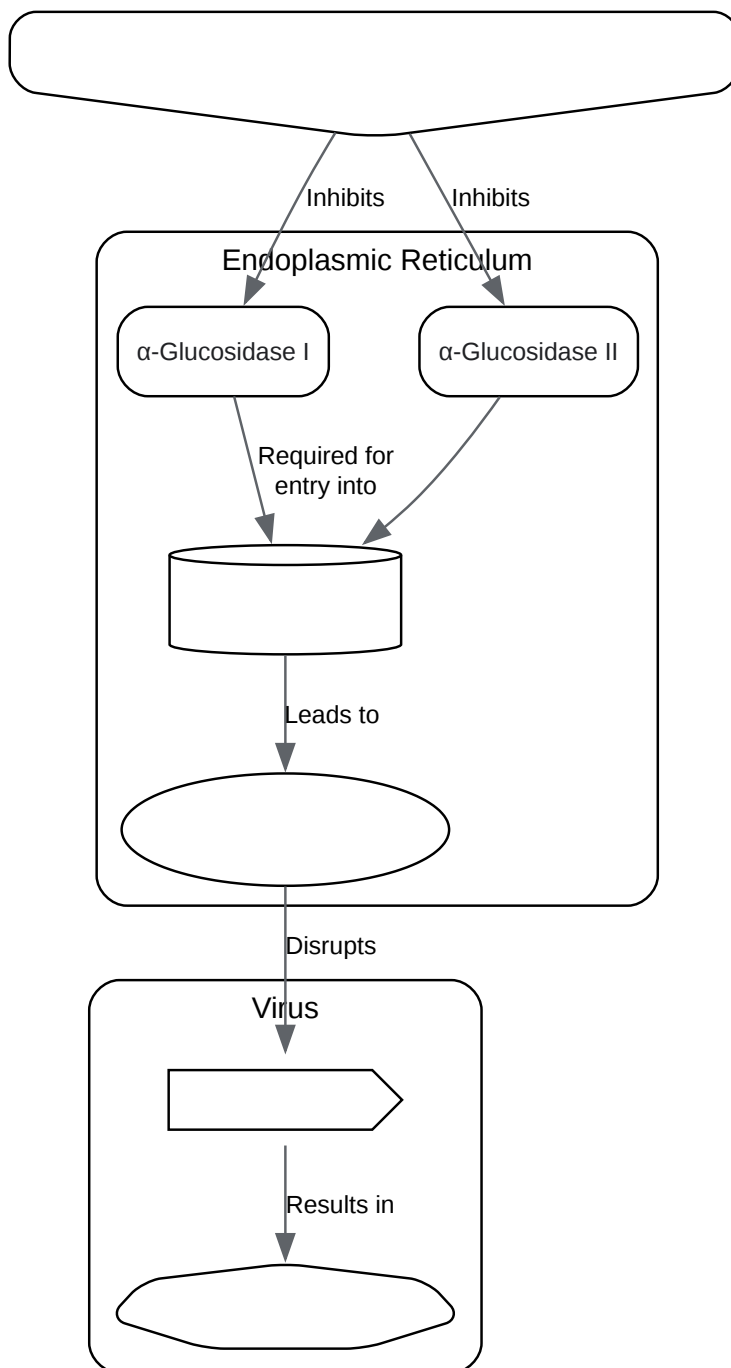 Inhibits
Inhibits
Endoplasmic Reticulum
α-Glucosidase I
α-Glucosidase II
Required for
entry into
Leads to
Disrupts
Virus
Results in